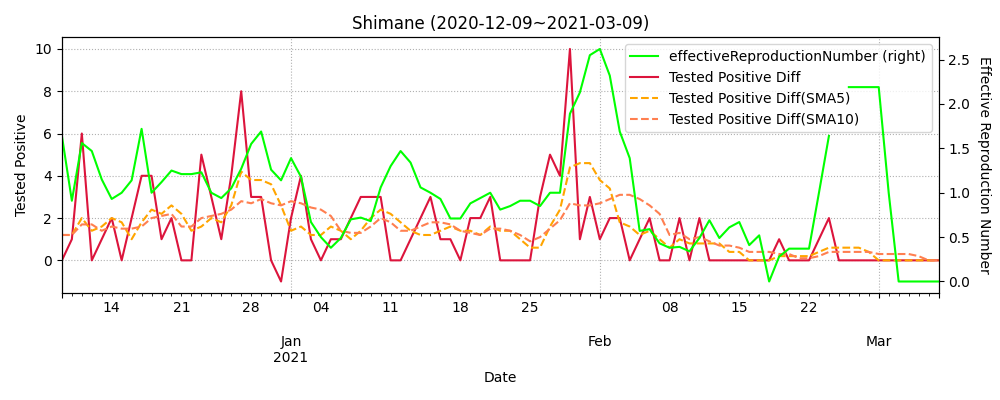 Shimane (2020-12-09~2021-03-09)
effectiveReproductionNumber (right)
Tested Positive Diff
Tested Positive Diff(SMA5)
Tested Positive Diff(SMA10)
Tested Positive
10
8
6
4
2
0
2.5
2.0
1.5
1.0
0.5
0.0
Effective Reproduction Number
14 21 28 04 11 18 25 08 15 22
Jan Feb Mar
2021
Date